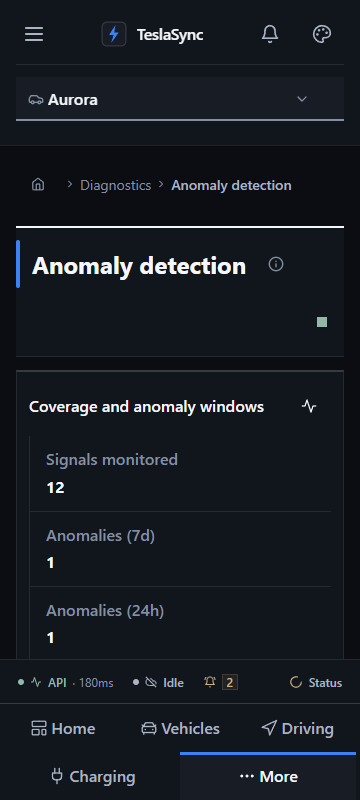 TeslaSync
Aurora
Diagnostics Anomaly detection
Anomaly detection
Coverage and anomaly windows
Signals monitored
12
Anomalies (7d)
1
Anomalies (24h)
1
API · 180ms Idle 2 Status
Home Vehicles Driving
Charging More